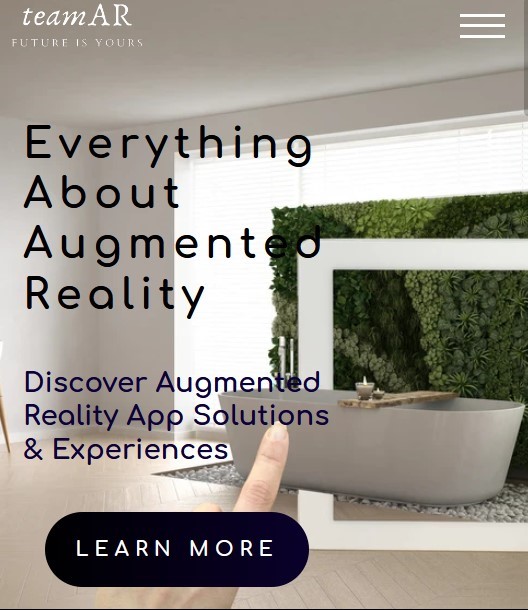 teamAR
FUTURE IS YOURS
Everything
About
Augmented
Reality
Discover Augmented
Reality App Solutions
& Experiences
LEARN MORE